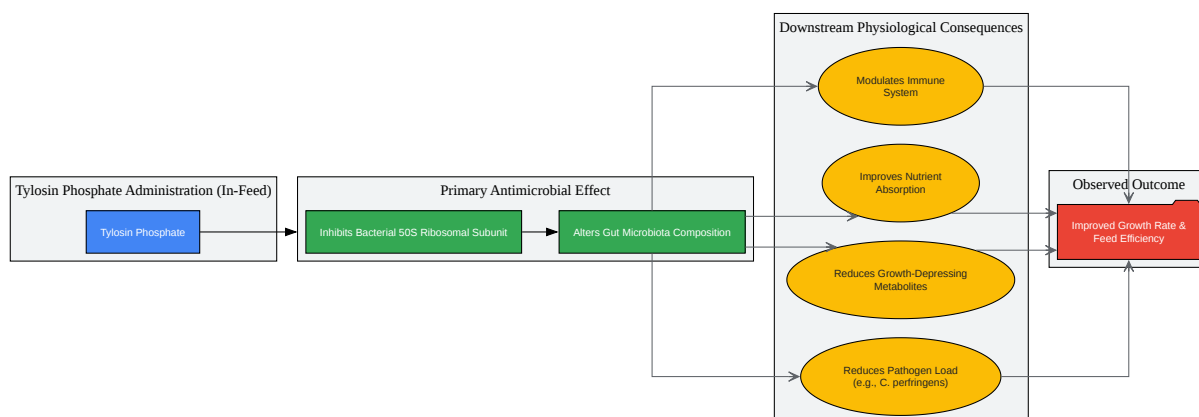 Downstream Physiological Consequences
Modulates Immune
System
Tylosin Phosphate Administration (In-Feed)
Tylosin Phosphate
Primary Antimicrobial Effect
Inhibits Bacterial 50S Ribosomal Subunit
Alters Gut Microbiota Composition
Improves Nutrient
Absorption
Reduces Growth-Depressing
Metabolites
Reduces Pathogen Load
(e.g., C. perfringens)
Observed Outcome
Improved Growth Rate &
Feed Efficiency